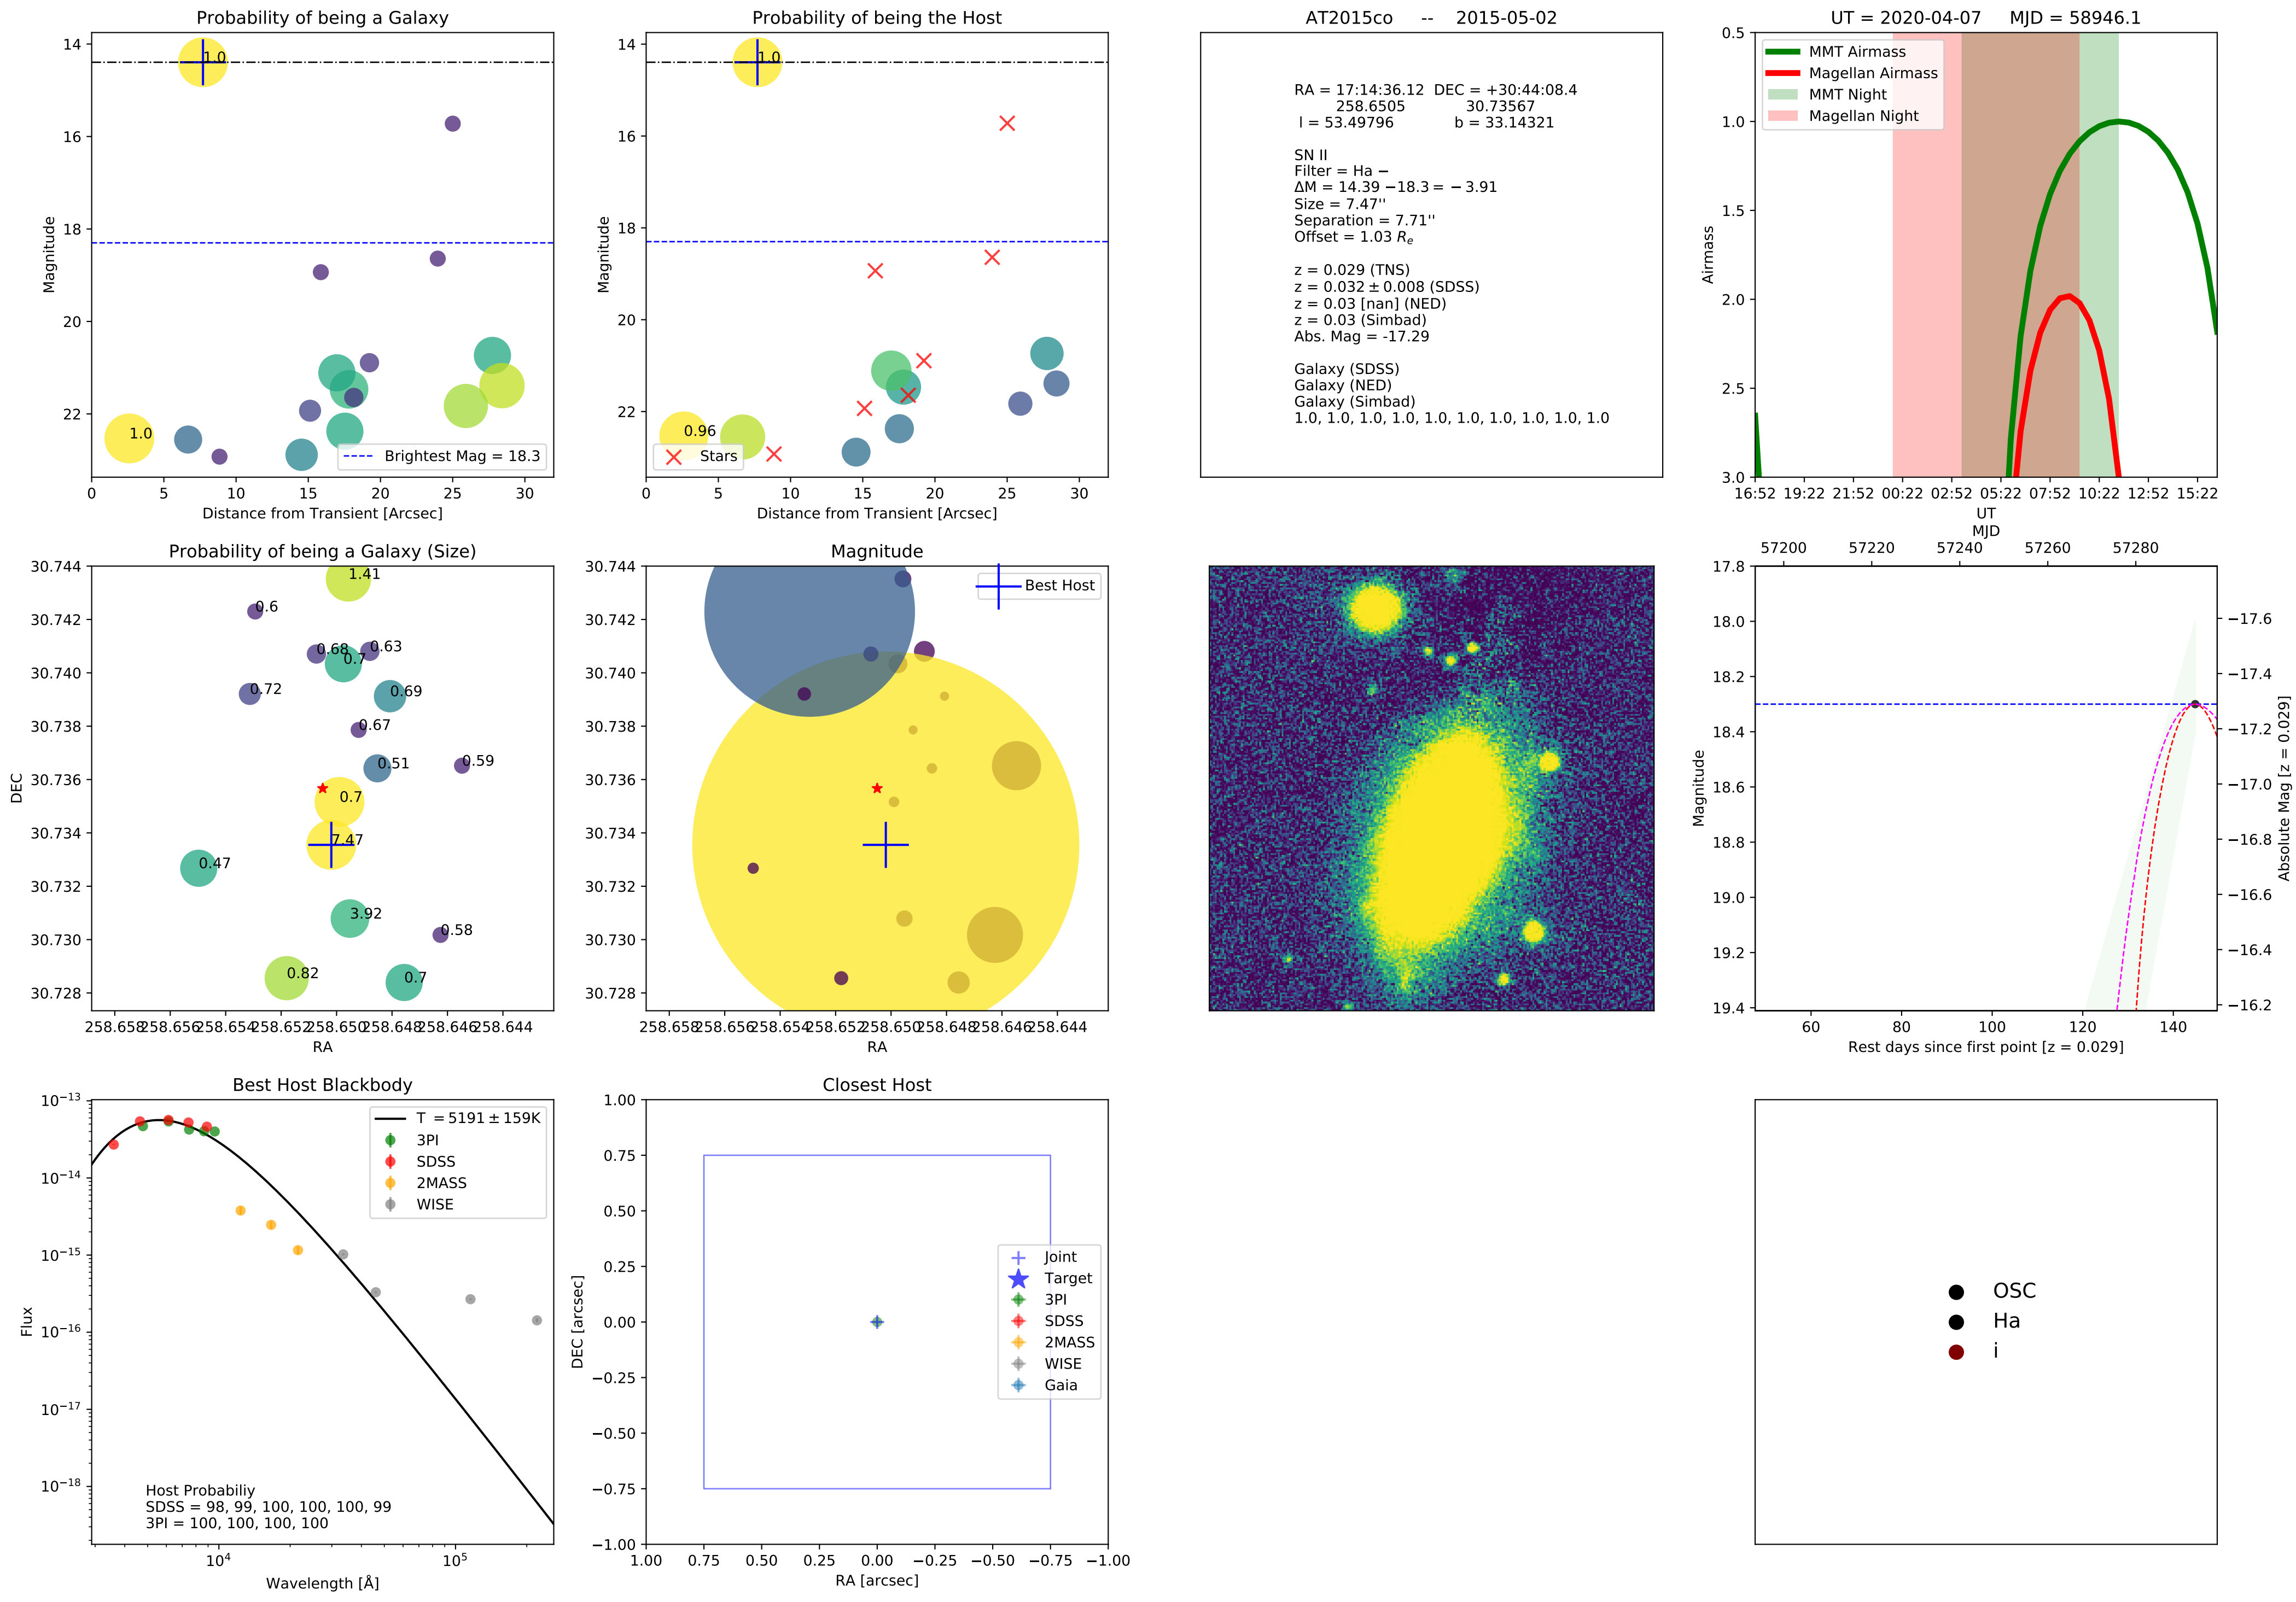 Probability of being a Galaxy
14
16
18
20
22
Magnitude
1.0
1.0
Brightest Mag = 18.3
0
5
10
15
20
25
30
Distance from Transient [Arcsec]
Probability of being the Host
14
16
18
20
22
Magnitude
1.0
0.96
Stars
0
5
10
15
20
25
30
Distance from Transient [Arcsec]
AT2015co -- 2015-05-02
RA = 17:14:36.12 DEC = +30:44:08.4
258.6505 30.73567
l = 53.49796 b = 33.14321
SN II
Filter = Ha −
ΔM = 14.39 −18.3 = − 3.91
Size = 7.47''
Separation = 7.71''
Offset = 1.03 Re
z = 0.029 (TNS)
z = 0.032 ± 0.008 (SDSS)
z = 0.03 [nan] (NED)
z = 0.03 (Simbad)
Abs. Mag = -17.29
Galaxy (SDSS)
Galaxy (NED)
Galaxy (Simbad)
1.0, 1.0, 1.0, 1.0, 1.0, 1.0, 1.0, 1.0, 1.0, 1.0
UT = 2020-04-07 MJD = 58946.1
0.5
1.0
1.5
2.0
2.5
3.0
Airmass
MMT Airmass
Magellan Airmass
MMT Night
Magellan Night
16:52
19:22
21:52
00:22
02:52
05:22
07:52
10:22
12:52
15:22
UT
Probability of being a Galaxy (Size)
30.744
30.742
30.740
30.738
30.736
30.734
30.732
30.730
30.728
DEC
1.41
0.6
0.68
0.63
0.7
0.72
0.69
0.67
0.51
0.59
0.7
7.47
0.47
3.92
0.58
0.82
0.7
258.658
258.656
258.654
258.652
258.650
258.648
258.646
258.644
RA
Magnitude
30.744
30.742
30.740
30.738
30.736
30.734
30.732
30.730
30.728
Best Host
258.658
258.656
258.654
258.652
258.650
258.648
258.646
258.644
RA
MJD
57200
57220
57240
57260
57280
17.8
18.0
18.2
18.4
18.6
18.8
19.0
19.2
19.4
Magnitude
−17.6
−17.4
−17.2
−17.0
−16.8
−16.6
−16.4
−16.2
Absolute Mag [z = 0.029]
60
80
100
120
140
Rest days since first point [z = 0.029]
Best Host Blackbody
10−13
10−14
10−15
10−16
10−17
10−18
Flux
T = 5191 ± 159K
3PI
SDSS
2MASS
WISE
Host Probabiliy
SDSS = 98, 99, 100, 100, 100, 99
3PI = 100, 100, 100, 100
104
105
Wavelength [Å]
Closest Host
1.00
0.75
0.50
0.25
0.00
−0.25
−0.50
−0.75
−1.00
DEC [arcsec]
Joint
Target
3PI
SDSS
2MASS
WISE
Gaia
1.00
0.75
0.50
0.25
0.00
−0.25
−0.50
−0.75
−1.00
RA [arcsec]
OSC
Ha
i